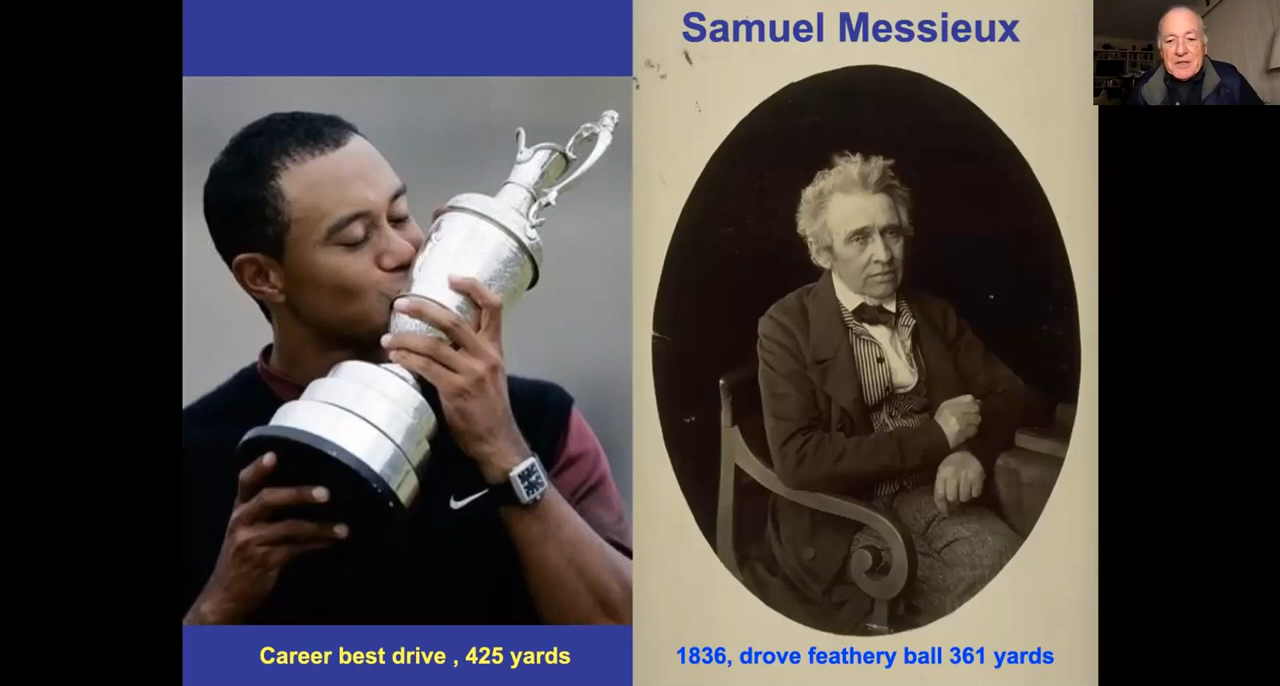 Samuel Messieux
Career best drive , 425 yards
1836, drove feathery ball 361 yards